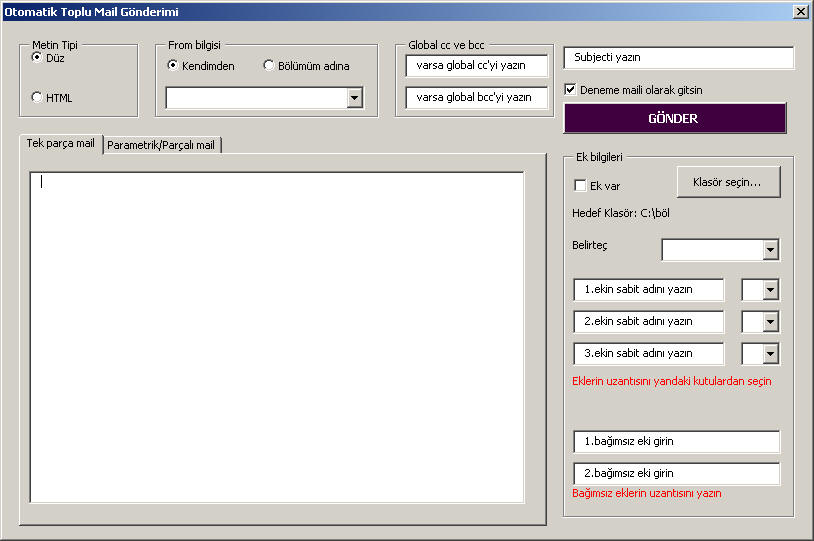 Otomatik Toplu Mail Gönderimi
Metin Tipi
Düz
HTML
From bilgisi
Kendimden
Bölümüm adına
Global cc ve bcc
varsa global cc'yi yazın
varsa global bcc'yi yazın
Subjecti yazın
Deneme maili olarak gitsin
GÖNDER
Tek parça mail
Parametrik/Parçalı mail
Ek bilgileri
Ek var
Klasör seçin...
Hedef Klasör: C:\böl
Belirteç
1.ekin sabit adını yazın
2.ekin sabit adını yazın
3.ekin sabit adını yazın
Eklerin uzantısını yandaki kutulardan seçin
1.bağımsız eki girin
2.bağımsız eki girin
Bağımsız eklerin uzantısını yazın